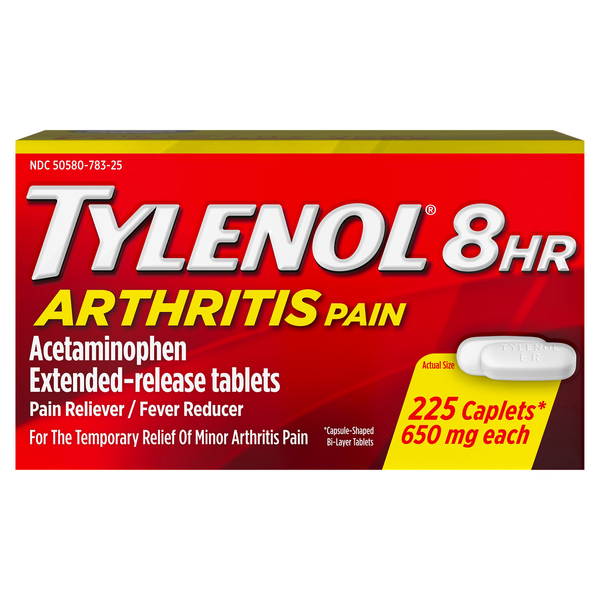 NDC 50580-783-25
TYLENOL® 8HR
ARTHRITIS PAIN
Acetaminophen
Extended-release tablets
Pain Reliever / Fever Reducer
For The Temporary Relief Of Minor Arthritis Pain
*Capsule-Shaped
Bi-Layer Tablets
Actual Size
TYLENOL
ER
225 Caplets*
650 mg each